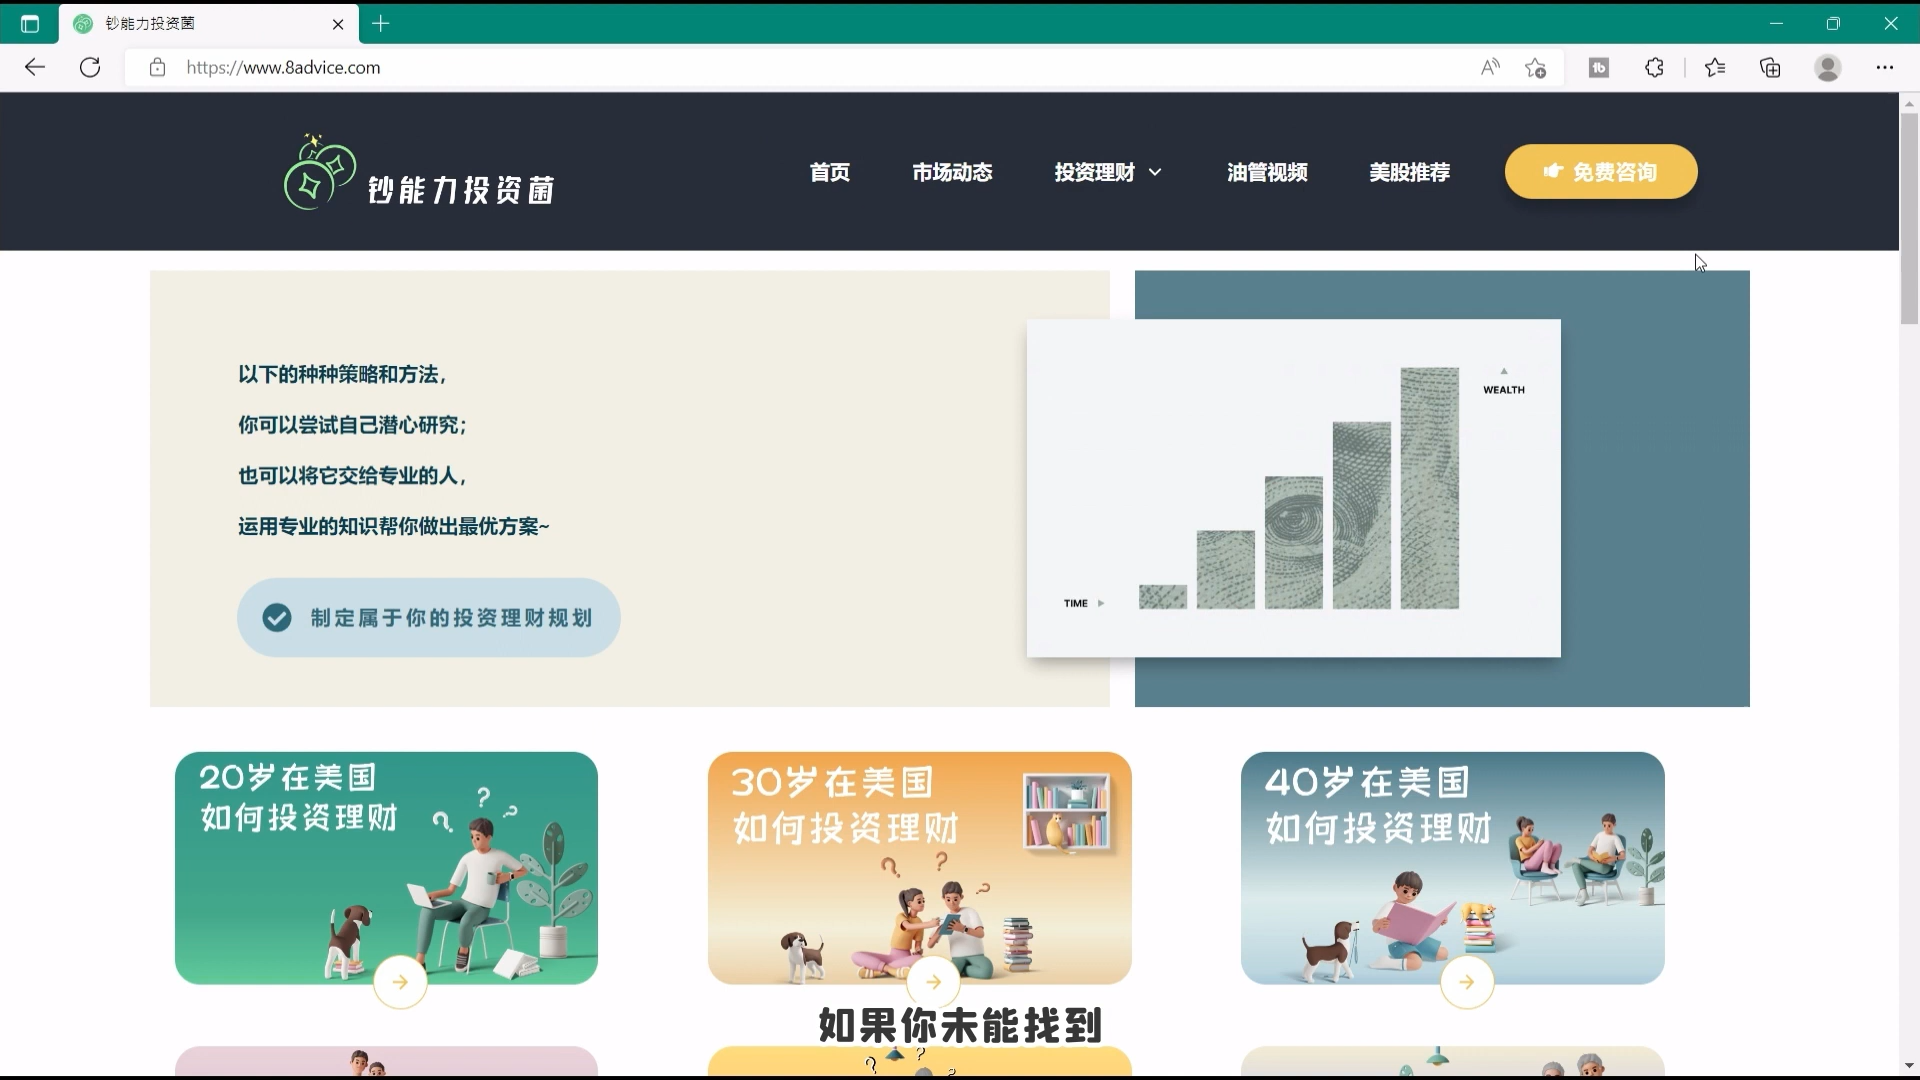 钞能力投资菌
https://www.8advice.com
钞能力投资菌
首页
市场动态
投资理财
油管视频
美股推荐
免费咨询
以下的种种策略和方法，
你可以尝试自己潜心研究；
也可以将它交给专业的人，
运用专业的知识帮你做出最优方案~
制定属于你的投资理财规划
WEALTH
TIME
20岁在美国
如何投资理财
30岁在美国
如何投资理财
40岁在美国
如何投资理财
如果你未能找到